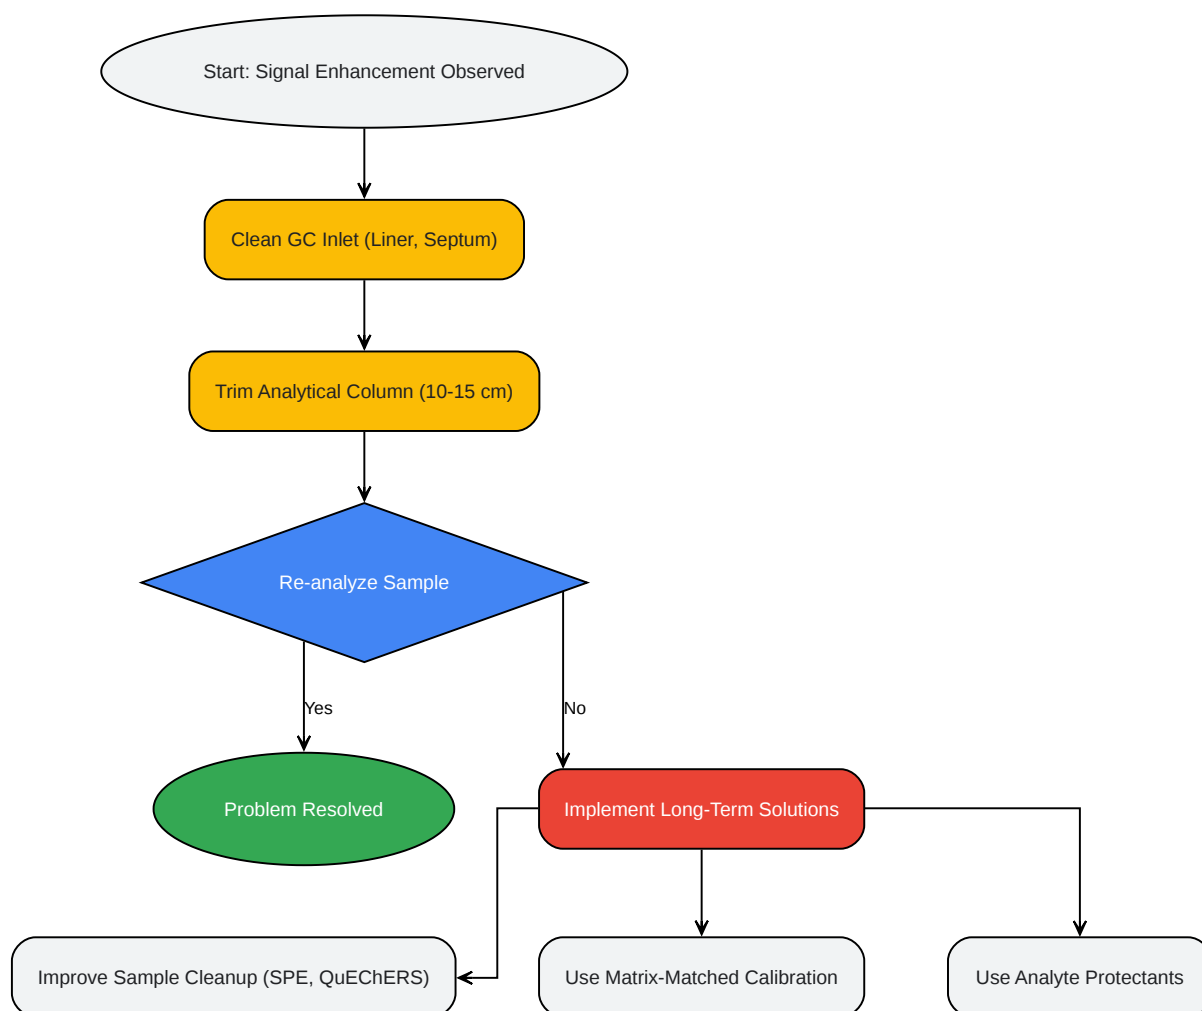 Start: Signal Enhancement Observed
Clean GC Inlet (Liner, Septum)
Trim Analytical Column (10-15 cm)
Re-analyze Sample
Yes
No
Problem Resolved
Implement Long-Term Solutions
Improve Sample Cleanup (SPE, QuEChERS)
Use Matrix-Matched Calibration
Use Analyte Protectants